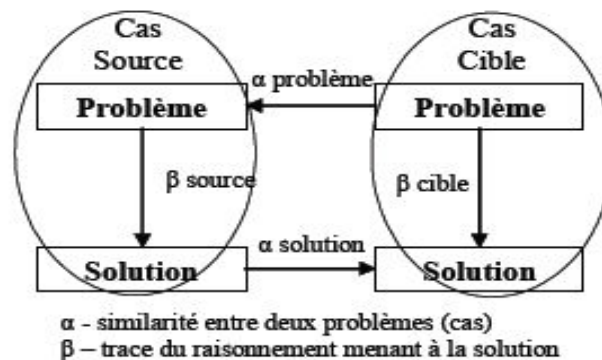 Cas
Source
Cas
Cible
α problème
Problème
Problème
β source
β cible
α solution
Solution
Solution
α - similarité entre deux problèmes (cas)
β – trace du raisonnement menant à la solution